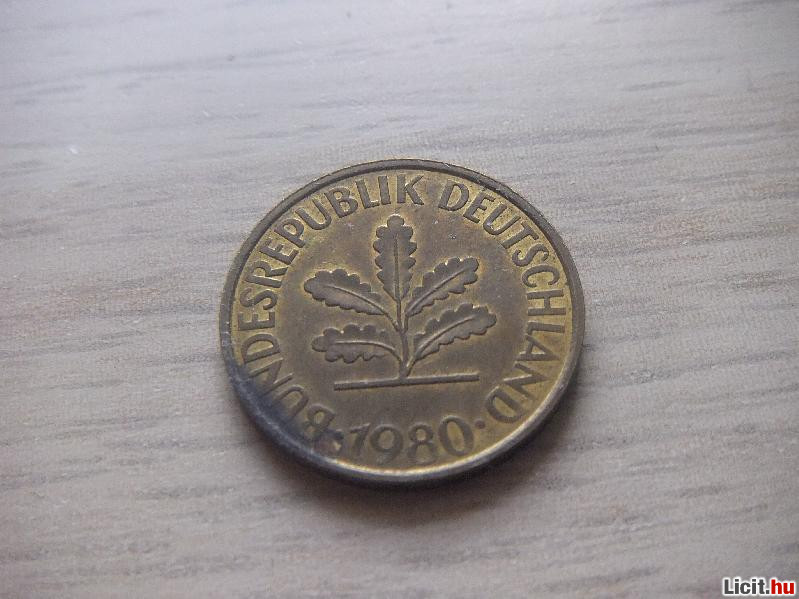 BUNDESREPUBLIK DEUTSCHLAND
·1980·
Licit.hu